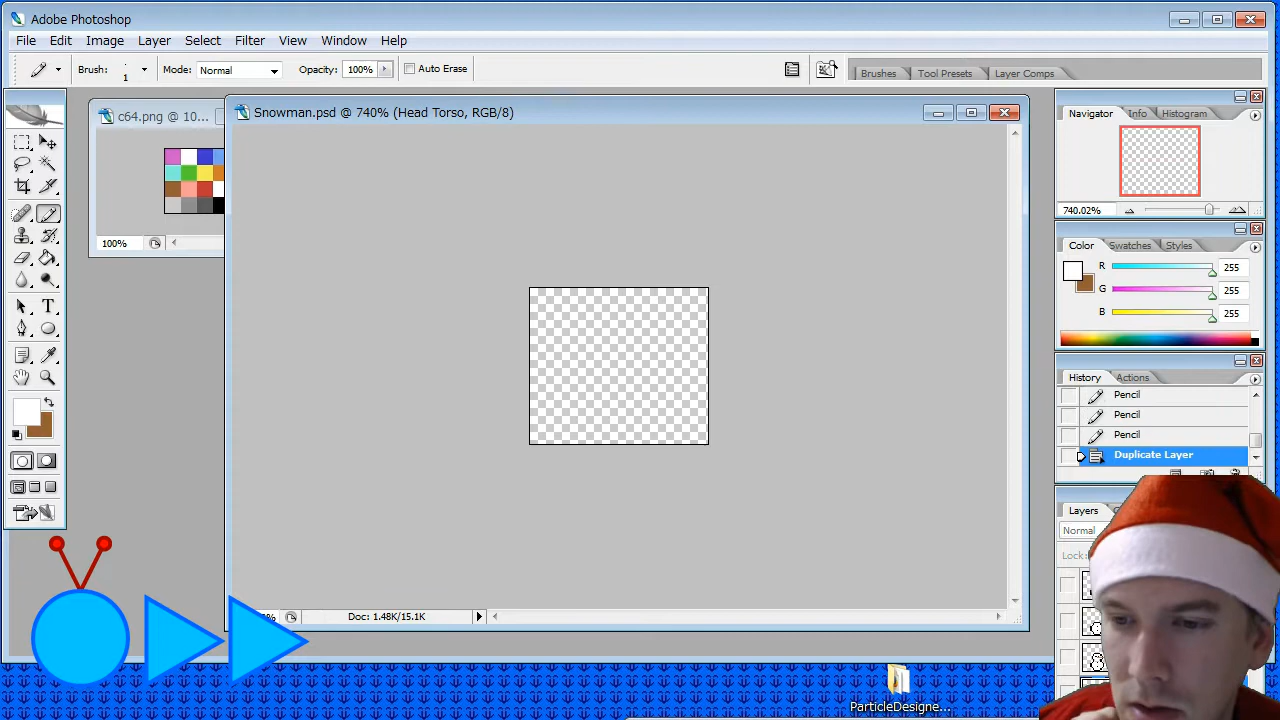 Adobe Photoshop
File Edit Image Layer Select Filter View Window Help
Brush: 1 Mode: Normal Opacity: 100% Auto Erase
Brushes Tool Presets Layer Comps
c64.png @ 10...
Snowman.psd @ 740% (Head Torso, RGB/8)
Navigator Info Histogram
740.02%
100%
Color Swatches Styles
R 255
G 255
B 255
History Actions
Pencil
Pencil
Pencil
Duplicate Layer
Layers
Normal
Lock:
Doc: 1.48K/15.1K
ParticleDesigne...